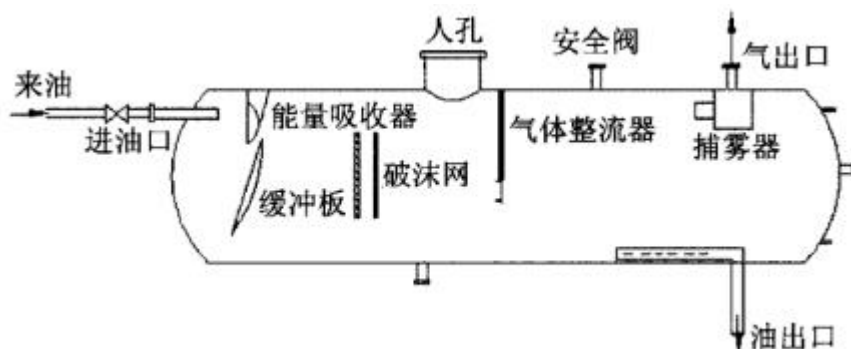 人孔
安全阀
气出口
来油
进油口
能量吸收器
气体整流器
捕雾器
破沫网
缓冲板
油出口